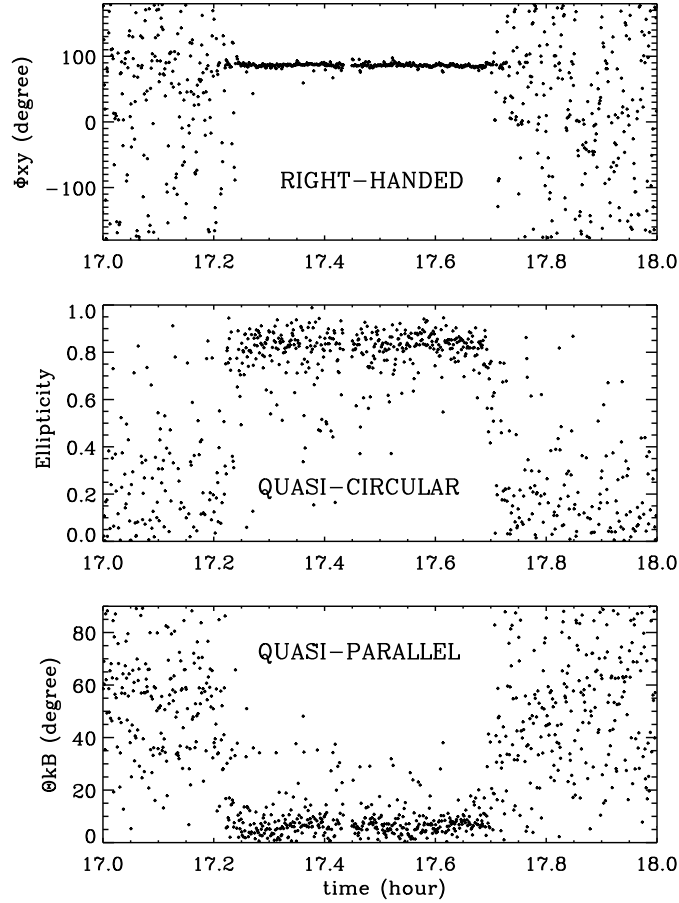 100
0
−100
Φxy (degree)
RIGHT−HANDED
17.0 17.2 17.4 17.6 17.8 18.0
1.0
0.8
0.6
0.4
0.2
0.0
Ellipticity
QUASI−CIRCULAR
17.0 17.2 17.4 17.6 17.8 18.0
80
60
40
20
0
ΘkB (degree)
QUASI−PARALLEL
17.0 17.2 17.4 17.6 17.8 18.0
time (hour)